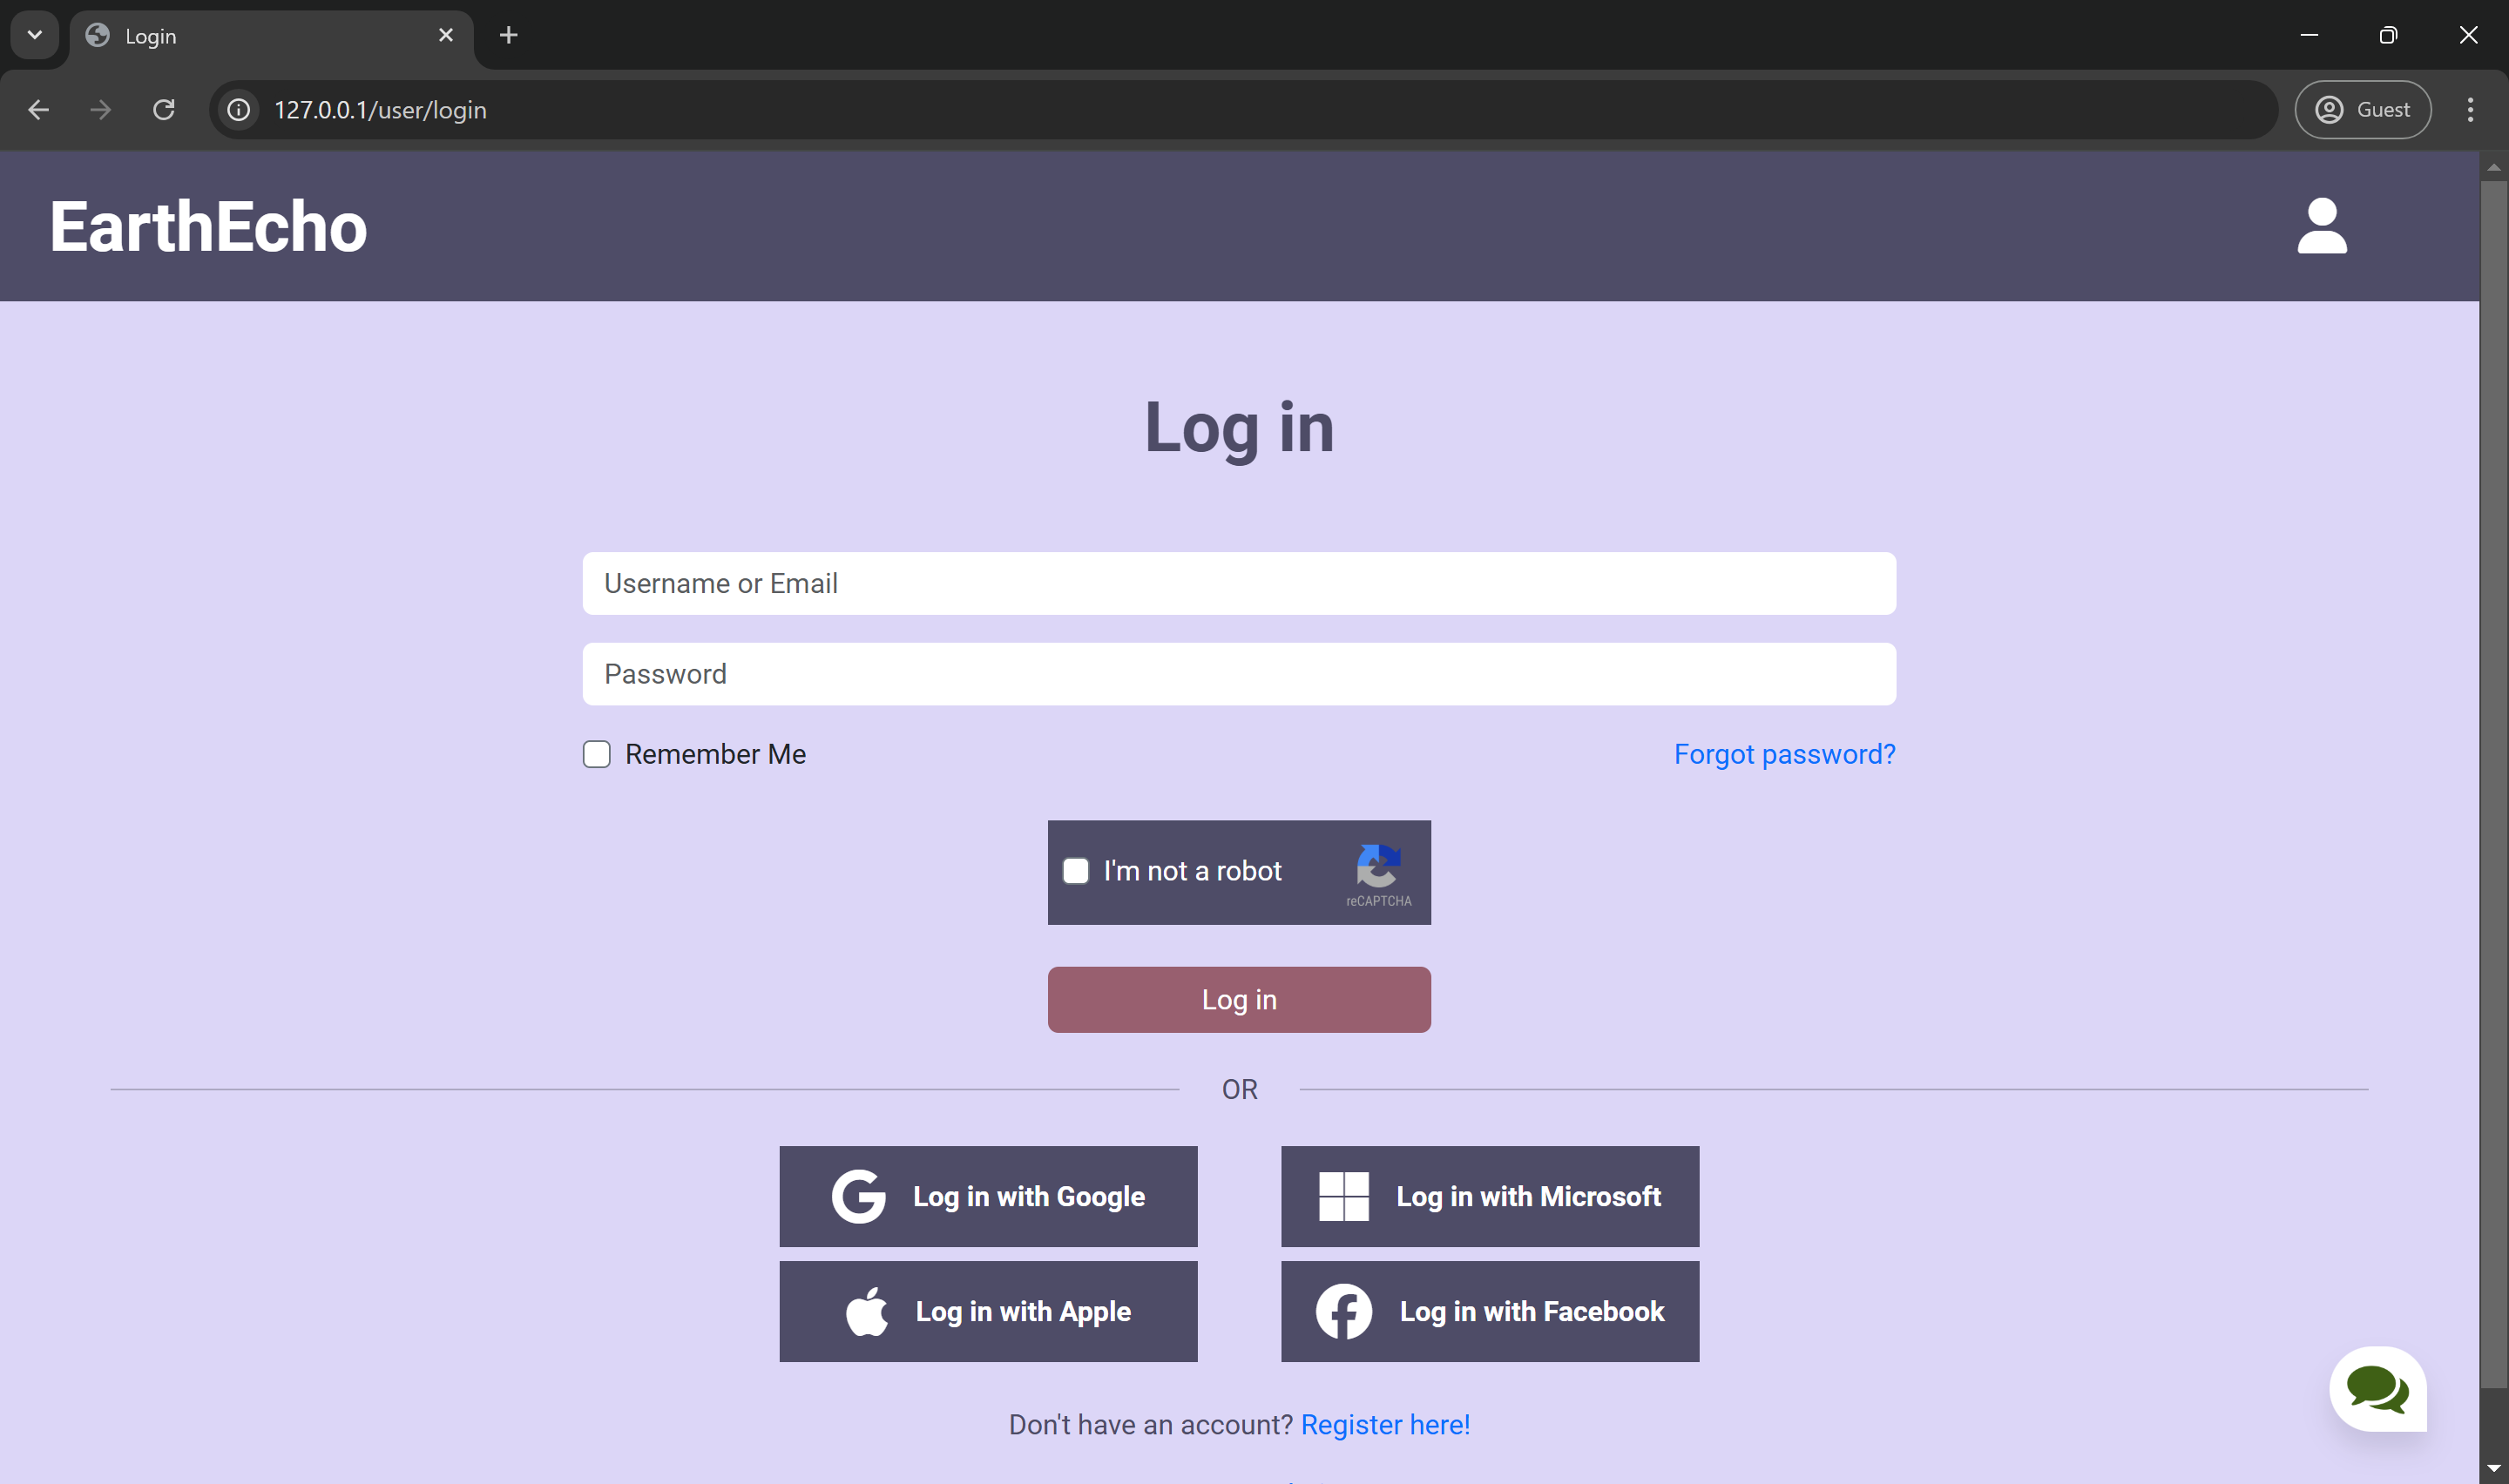 Login
127.0.0.1/user/login
Guest
EarthEcho
Log in
Username or Email
Password
Remember Me
Forgot password?
I'm not a robot
reCAPTCHA
Log in
OR
Log in with Google
Log in with Microsoft
Log in with Apple
Log in with Facebook
Don't have an account? Register here!